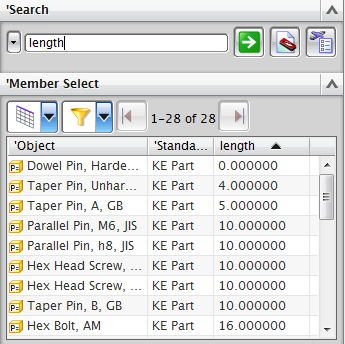 'Search
length
'Member Select
1-28 of 28
'Object 'Standa... length
Dowel Pin, Harde... KE Part 0.000000
Taper Pin, Unhar... KE Part 4.000000
Taper Pin, A, GB KE Part 5.000000
Parallel Pin, M6, JIS KE Part 10.000000
Parallel Pin, h8, JIS KE Part 10.000000
Hex Head Screw, ... KE Part 10.000000
Hex Head Screw, ... KE Part 10.000000
Taper Pin, B, GB KE Part 10.000000
Hex Bolt, AM KE Part 16.000000